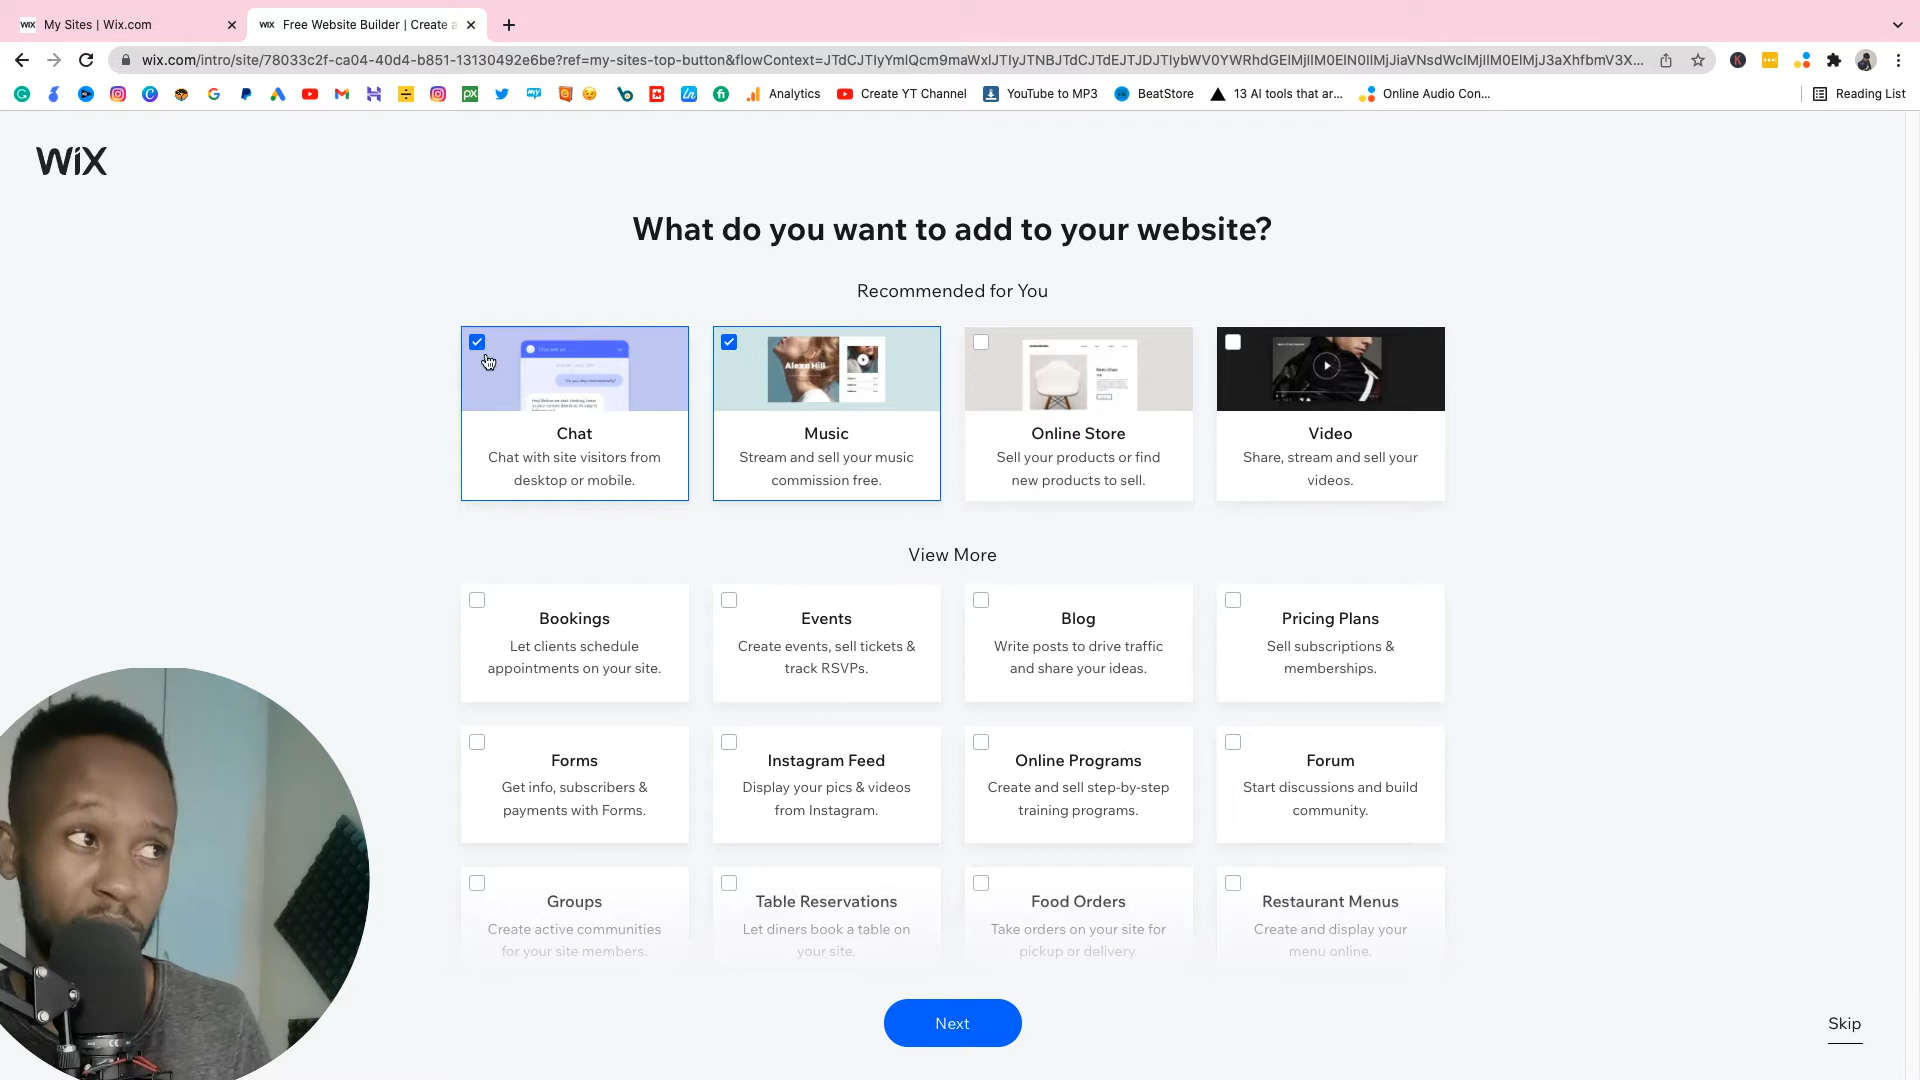 WIX My Sites | Wix.com
WIX Free Website Builder | Create a
wix.com/intro/site/78033c2f-ca04-40d4-b851-13130492e6be?ref=my-sites-top-button&flowContext=
Analytics
Create YT Channel
YouTube to MP3
BeatStore
13 AI tools that ar...
Online Audio Con...
Reading List
WiX
What do you want to add to your website?
Recommended for You
Chat
Chat with site visitors from
desktop or mobile.
Alexa Hill
Music
Stream and sell your music
commission free.
Online Store
Sell your products or find
new products to sell.
Video
Share, stream and sell your
videos.
View More
Bookings
Let clients schedule
appointments on your site.
Events
Create events, sell tickets &
track RSVPs.
Blog
Write posts to drive traffic
and share your ideas.
Pricing Plans
Sell subscriptions &
memberships.
Forms
Get info, subscribers &
payments with Forms.
Instagram Feed
Display your pics & videos
from Instagram.
Online Programs
Create and sell step-by-step
training programs.
Forum
Start discussions and build
community.
Groups
Create active communities
for your site members.
Table Reservations
Let diners book a table on
your site.
Food Orders
Take orders on your site for
pickup or delivery.
Restaurant Menus
Create and display your
menu online.
Next
Skip